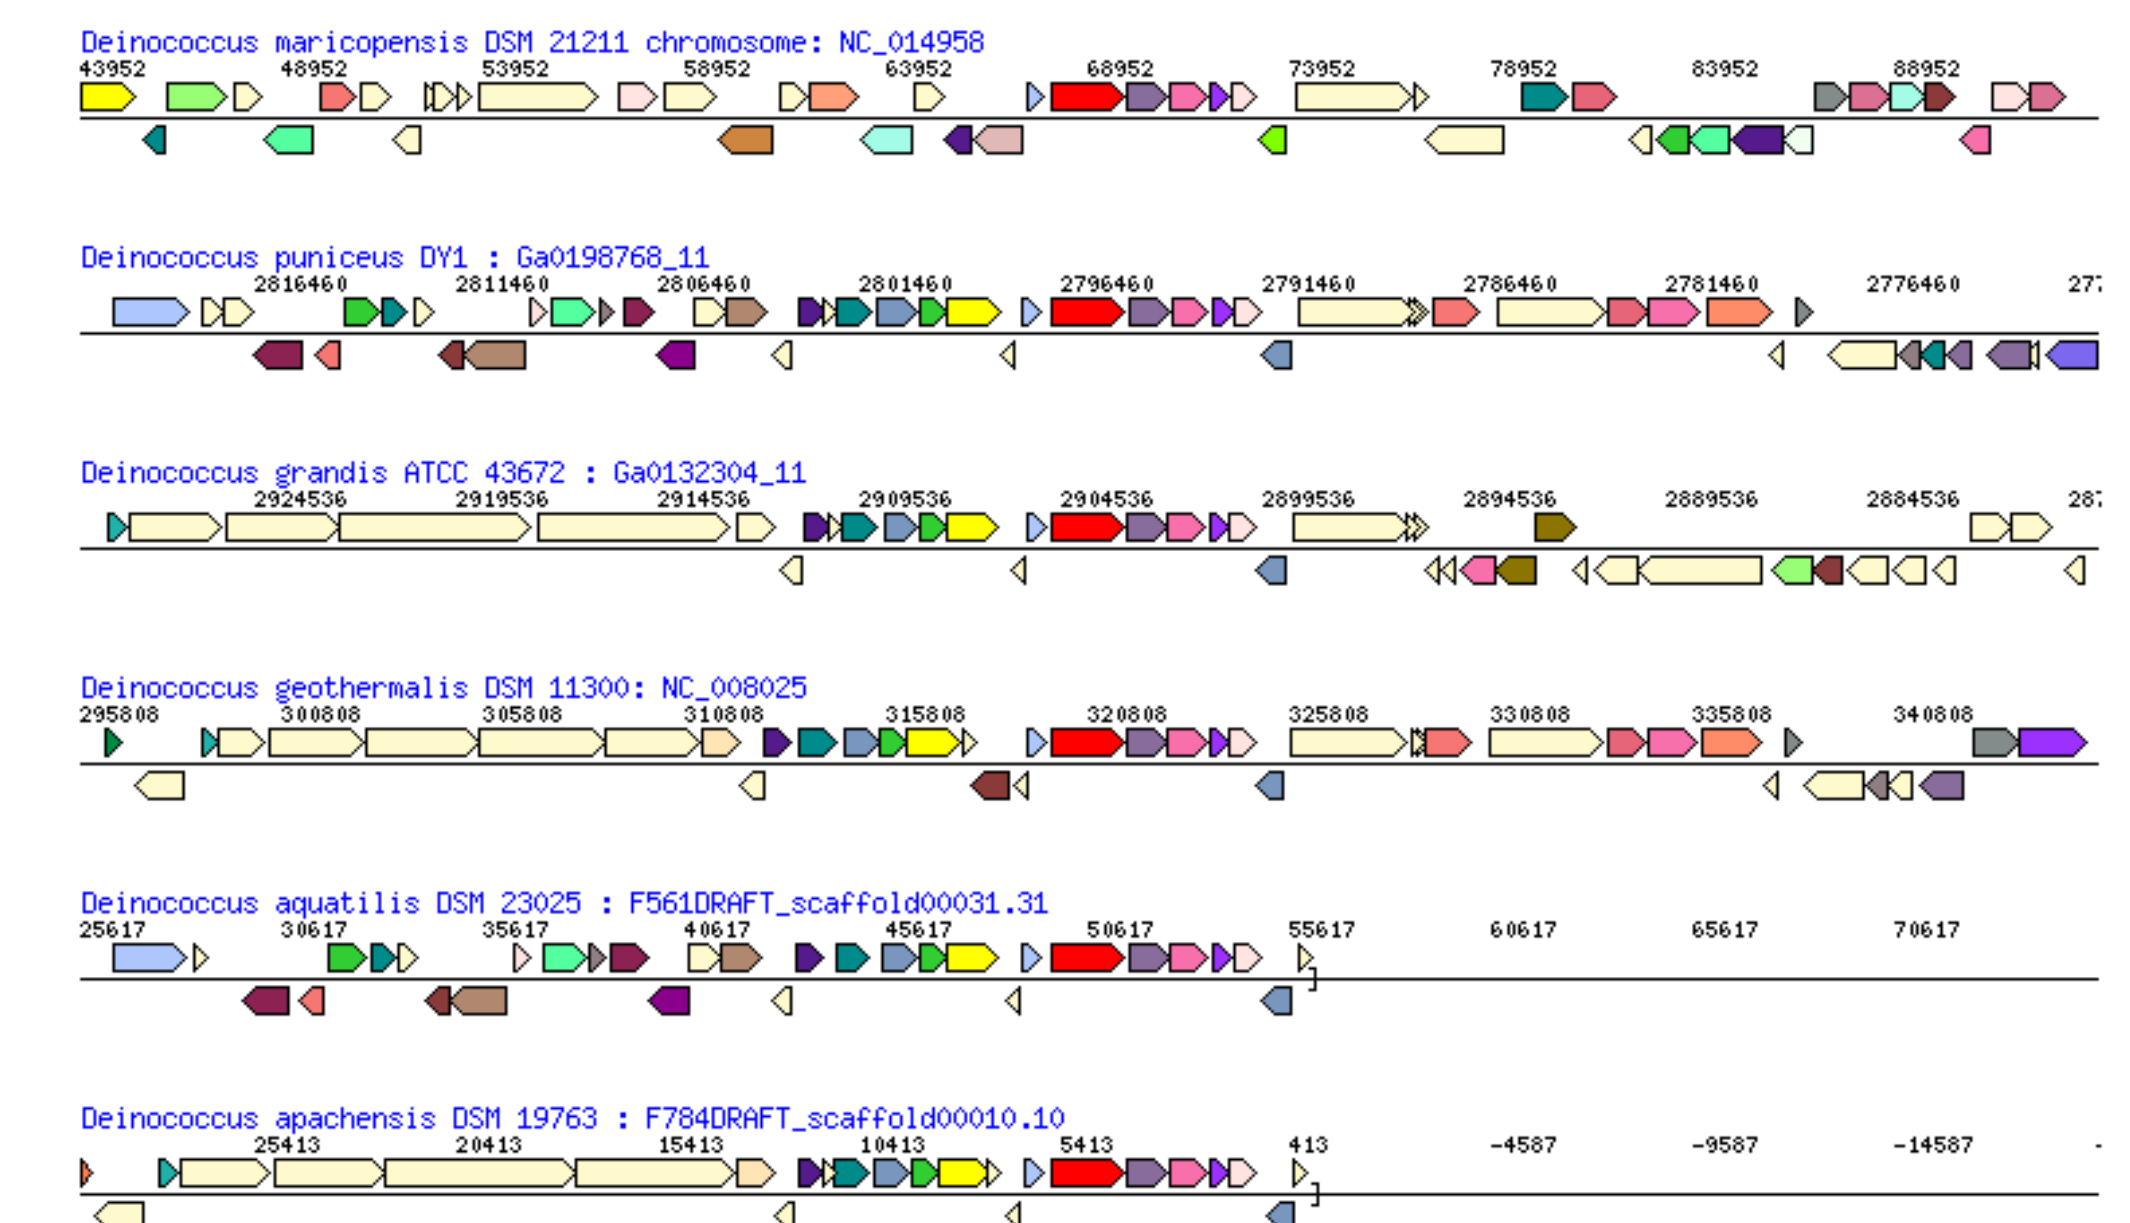 Deinococcus maricopensis DSM 21211 chromosome: NC_014958
43952 48952 53952 58952 63952 68952 73952 78952 83952 88952
Deinococcus puniceus DY1 : Ga0198768_11
2816460 2811460 2806460 2801460 2796460 2791460 2786460 2781460 2776460 277
Deinococcus grandis ATCC 43672 : Ga0132304_11
2924536 2919536 2914536 2909536 2904536 2899536 2894536 2889536 2884536 287
Deinococcus geothermalis DSM 11300: NC_008025
295808 300808 305808 310808 315808 320808 325808 330808 335808 340808
Deinococcus aquatilis DSM 23025 : F561DRAFT_scaffold00031.31
25617 30617 35617 40617 45617 50617 55617 60617 65617 70617
Deinococcus apachensis DSM 19763 : F784DRAFT_scaffold00010.10
25413 20413 15413 10413 5413 413 -4587 -9587 -14587 -